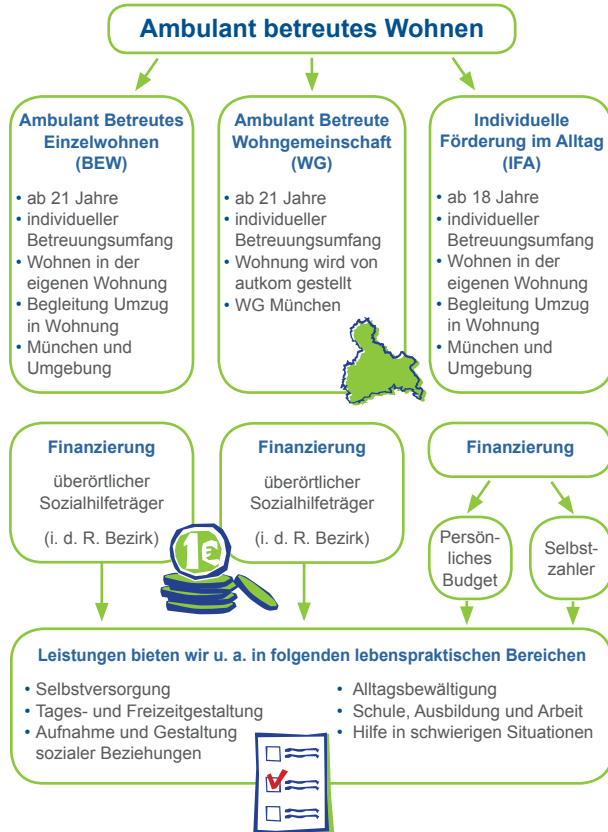 Ambulant betreutes Wohnen
Ambulant Betreutes
Einzelwohnen
(BEW)
• ab 21 Jahre
• individueller
Betreuungsumfang
• Wohnen in der
eigenen Wohnung
• Begleitung Umzug
in Wohnung
• München und
Umgebung
Ambulant Betreute
Wohngemeinschaft
(WG)
• ab 21 Jahre
• individueller
Betreuungsumfang
• Wohnung wird von
autkom gestellt
• WG München
Individuelle
Förderung im Alltag
(IFA)
• ab 18 Jahre
• individueller
Betreuungsumfang
• Wohnen in der
eigenen Wohnung
• Begleitung Umzug
in Wohnung
• München und
Umgebung
Finanzierung
überörtlicher
Sozialhilfeträger
(i. d. R. Bezirk)
1€
Finanzierung
überörtlicher
Sozialhilfeträger
(i. d. R. Bezirk)
Finanzierung
Persön-
liches
Budget
Selbst-
zahler
Leistungen bieten wir u. a. in folgenden lebenspraktischen Bereichen
• Selbstversorgung
• Tages- und Freizeitgestaltung
• Aufnahme und Gestaltung
sozialer Beziehungen
• Alltagsbewältigung
• Schule, Ausbildung und Arbeit
• Hilfe in schwierigen Situationen